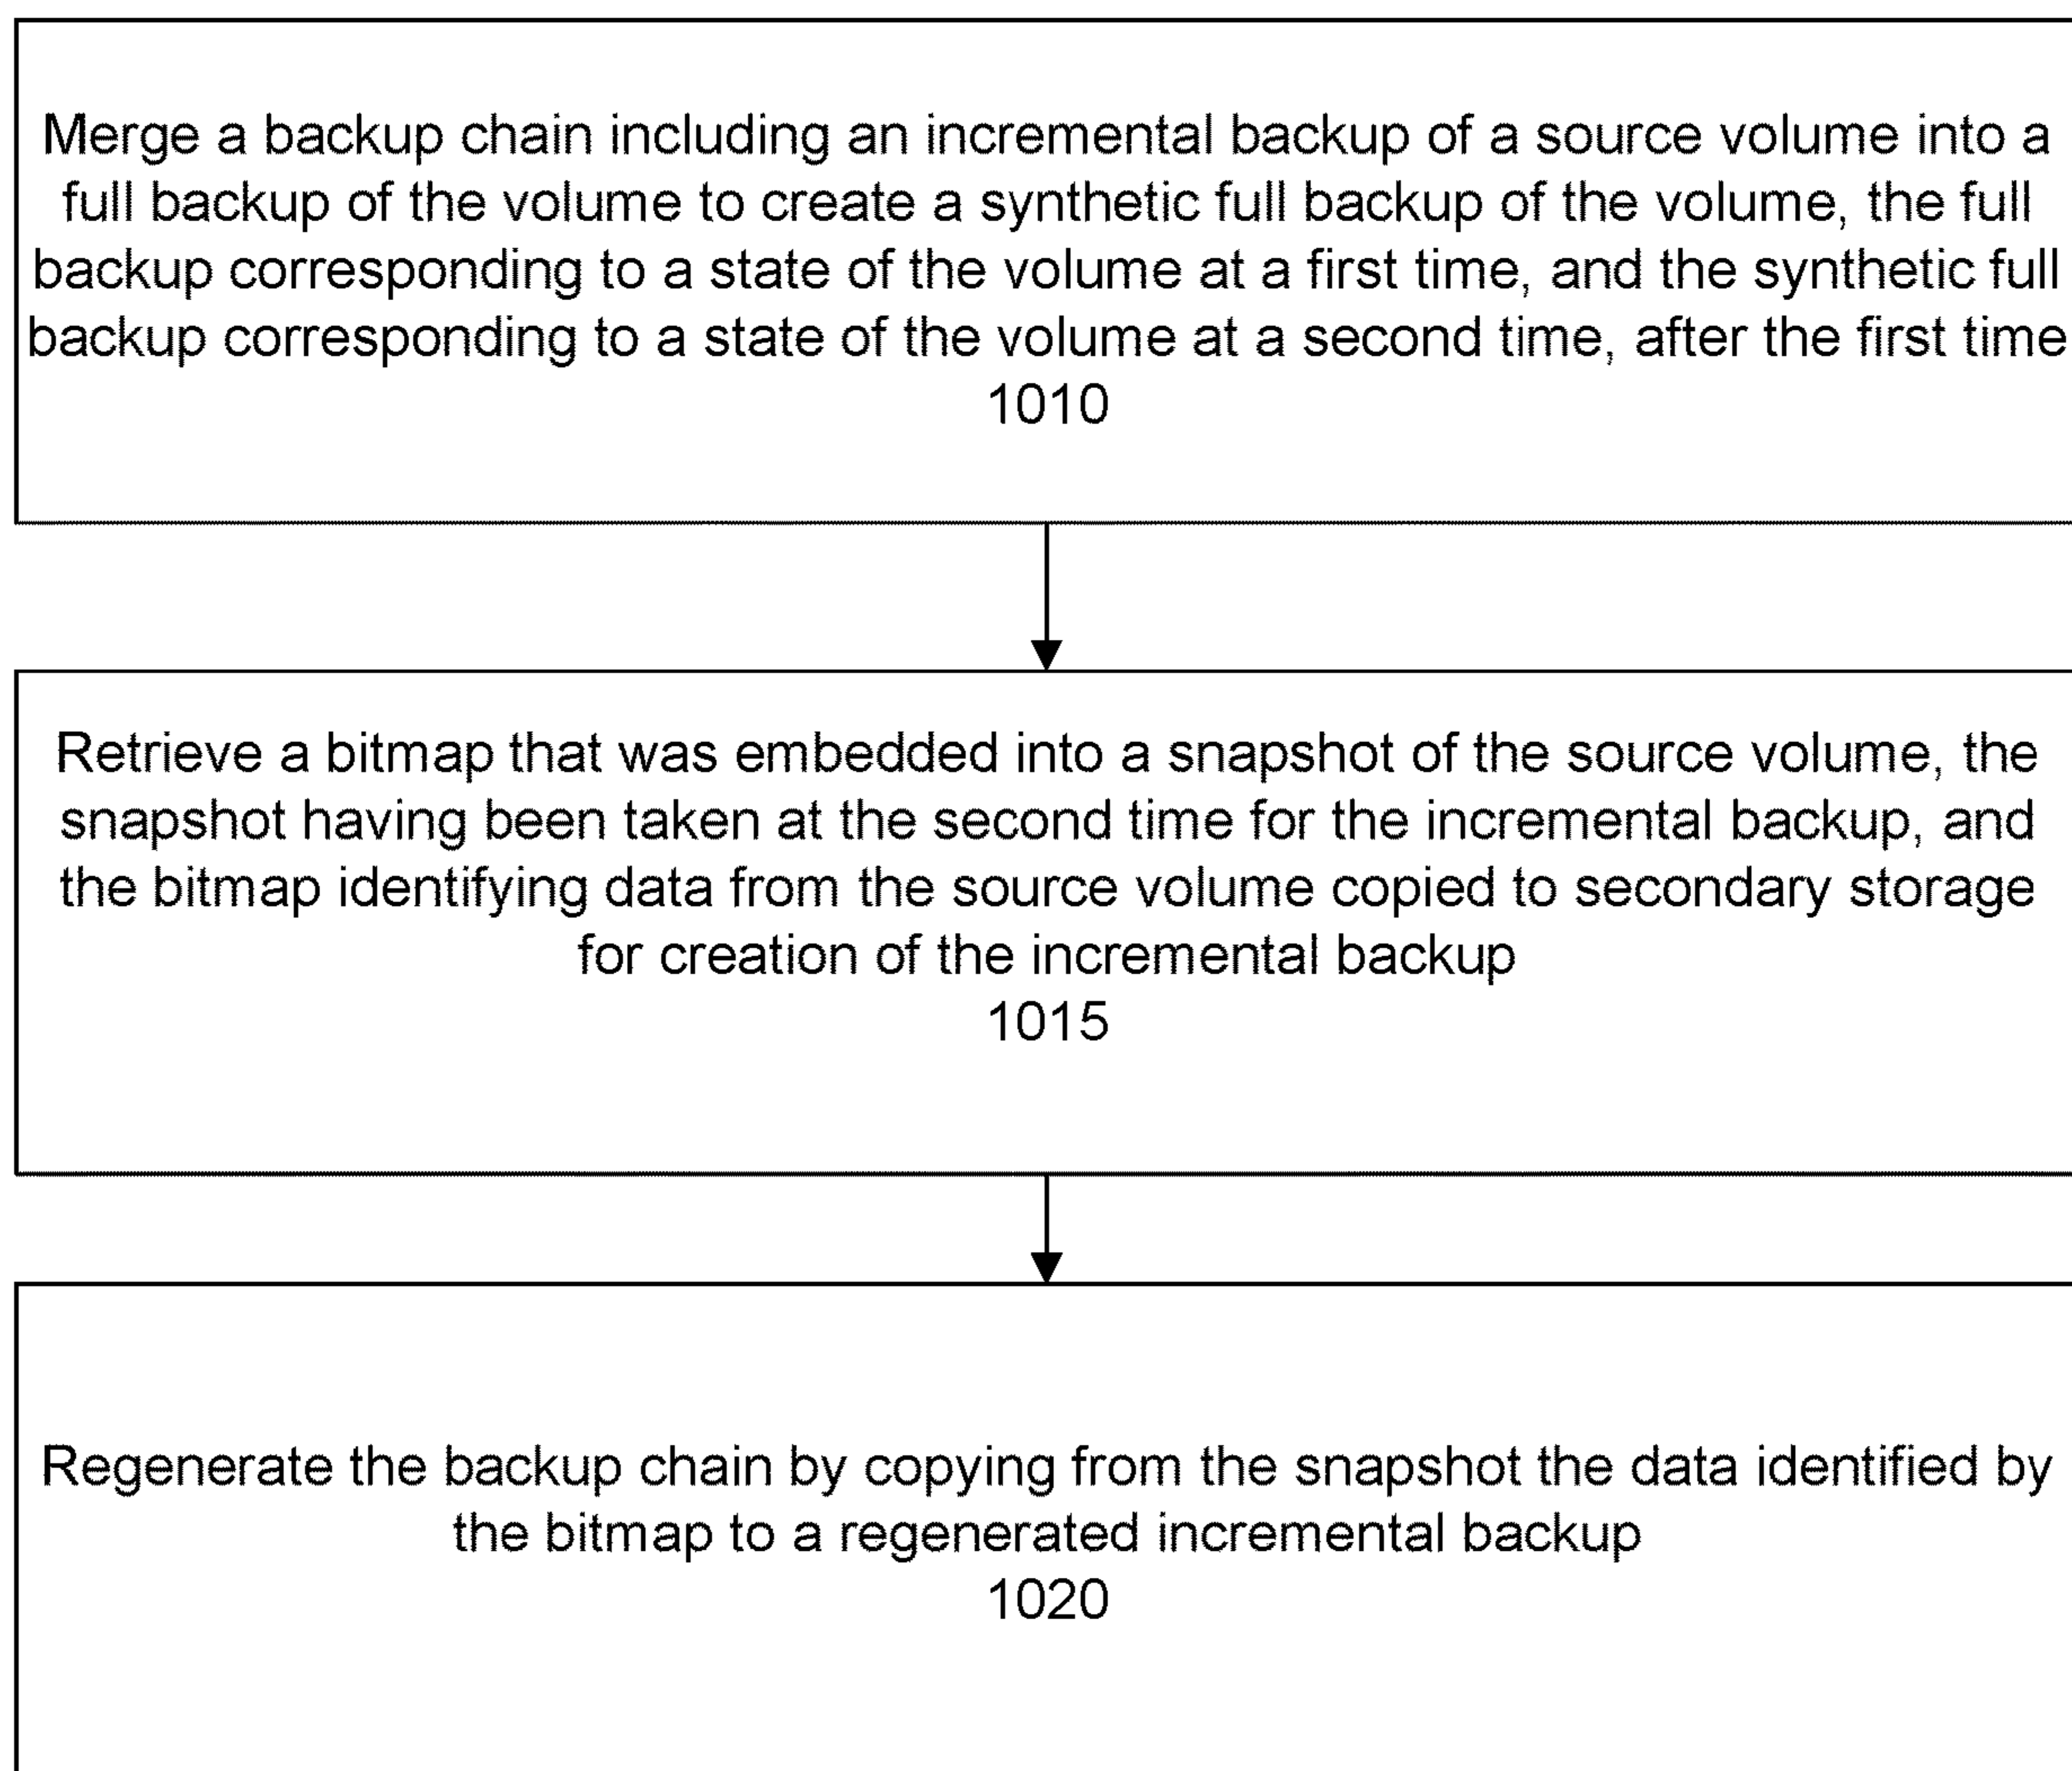 Merge a backup chain including an incremental backup of a source volume into a
full backup of the volume to create a synthetic full backup of the volume, the full
backup corresponding to a state of the volume at a first time, and the synthetic full
backup corresponding to a state of the volume at a second time, after the first time
1010
Retrieve a bitmap that was embedded into a snapshot of the source volume, the
snapshot having been taken at the second time for the incremental backup, and
the bitmap identifying data from the source volume copied to secondary storage
for creation of the incremental backup
1015
Regenerate the backup chain by copying from the snapshot the data identified by
the bitmap to a regenerated incremental backup
1020